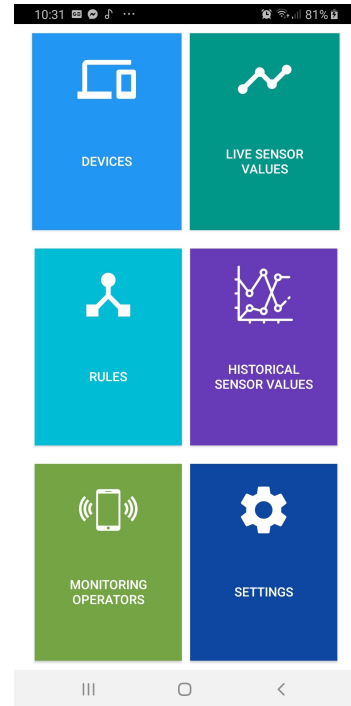 10:31
81%
DEVICES
LIVE SENSOR
VALUES
RULES
HISTORICAL
SENSOR VALUES
MONITORING
OPERATORS
SETTINGS